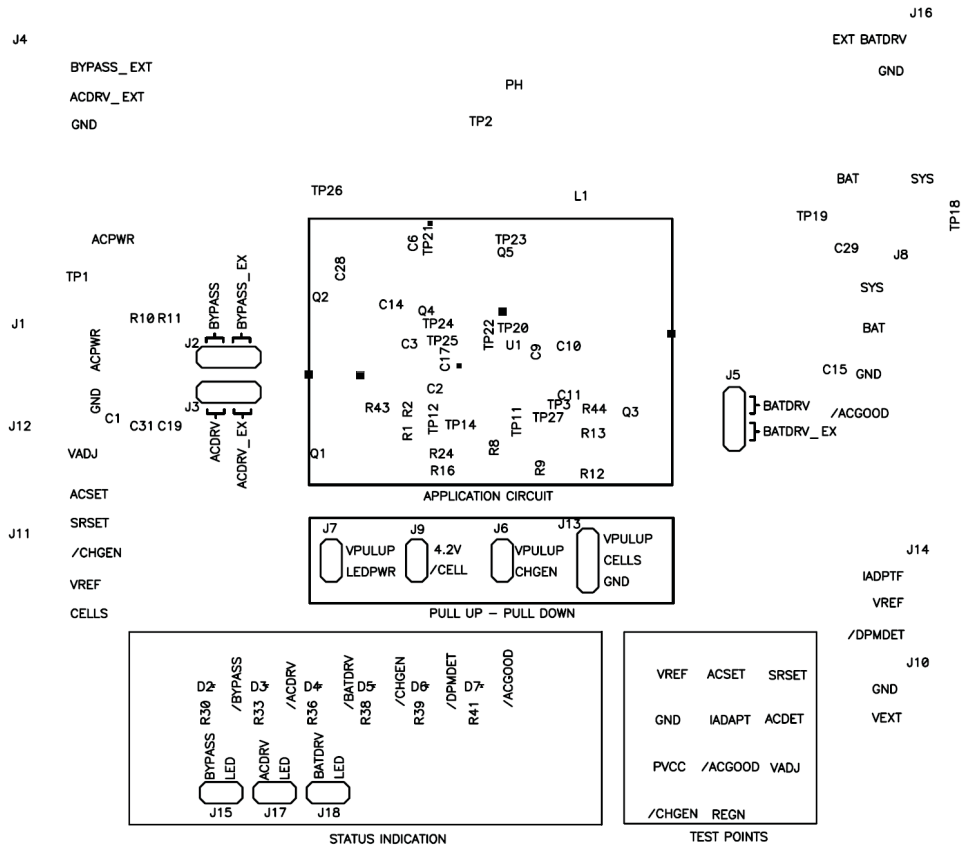 J16
J4
EXT BATDRV
BYPASS_EXT
GND
PH
ACDRV_EXT
GND
TP2
BAT
SYS
TP26
L1
TP19
TP18
ACPWR
C6
TP21
TP23
Q5
C29
J8
TP1
C28
SYS
Q2
C14
Q4
J1
R10
R11
BYPASS
BYPASS_EX
TP24
TP22
TP20
BAT
ACPWR
J2
C3
TP25
C17
U1
C9
C10
C15
GND
J5
GND
C2
C11
J3
R43
R2
TP3
R44
Q3
BATDRV
/ACGOOD
C1
J12
C31
C19
ACDRV
ACDRV_EX
R1
TP12
TP14
TP11
TP27
R13
BATDRV_EX
VADJ
Q1
R24
R8
R16
R9
R12
ACSET
APPLICATION CIRCUIT
SRSET
J11
J7
J9
J6
J13
VPULUP
/CHGEN
VPULUP
4.2V
VPULUP
CELLS
LEDPWR
/CELL
CHGEN
GND
J14
IADPTF
VREF
VREF
CELLS
PULL UP - PULL DOWN
/DPMDET
J10
VREF
ACSET
SRSET
D2
/BYPASS
D3
/ACDRV
D4
/BATDRV
D5
/CHGEN
D6
/DPMDET
D7
/ACGOOD
GND
R30
R33
R36
R38
R39
R41
GND
IADAPT
ACDET
VEXT
BYPASS
LED
ACDRV
LED
BATDRV
LED
PVCC
/ACGOOD
VADJ
J15
J17
J18
/CHGEN
REGN
STATUS INDICATION
TEST POINTS